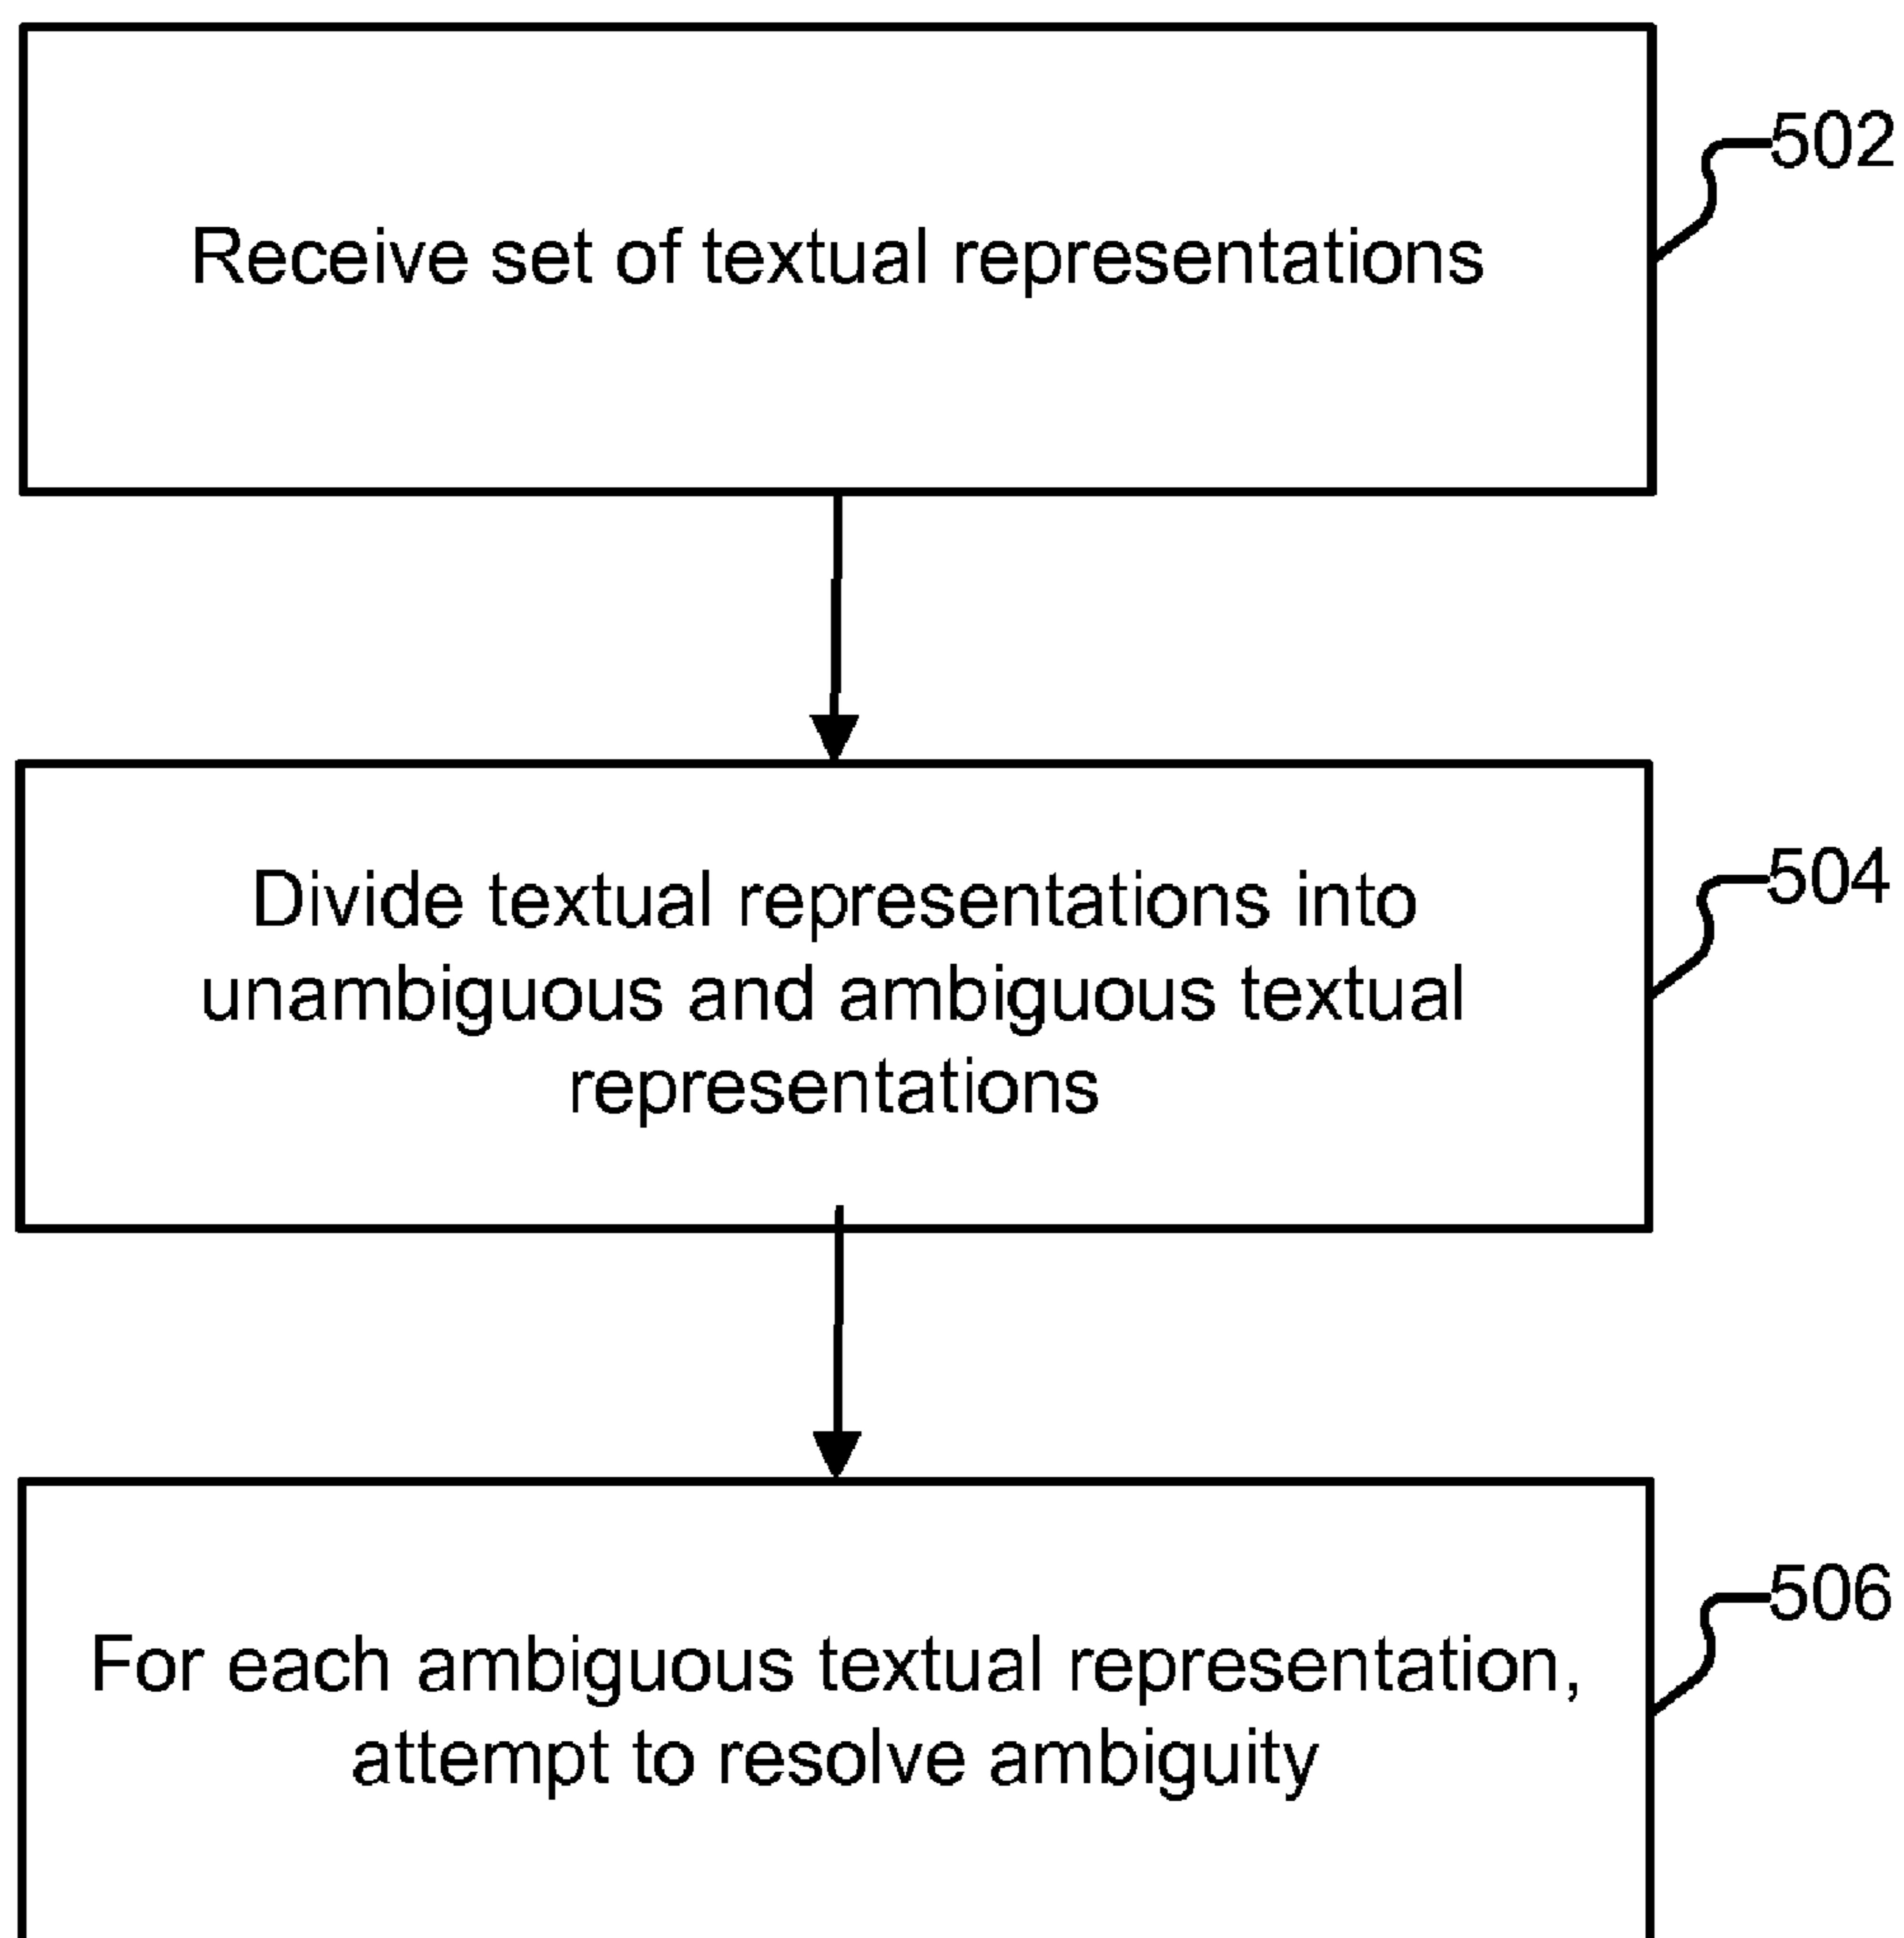 502
Receive set of textual representations
504
Divide textual representations into
unambiguous and ambiguous textual
representations
506
For each ambiguous textual representation,
attempt to resolve ambiguity